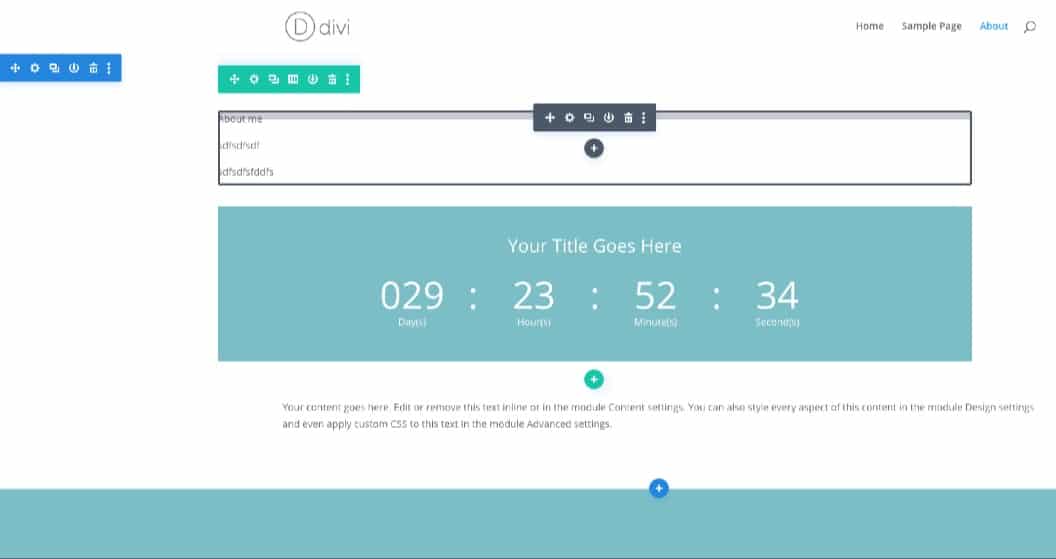 divi
Home Sample Page About
About me
sdfsdfsdf
sdfsdfsfddfs
Your Title Goes Here
029 : 23 : 52 : 34
Day(s) Hour(s) Minute(s) Second(s)
Your content goes here. Edit or remove this text inline or in the module Content settings. You can also style every aspect of this content in the module Design settings
and even apply custom CSS to this text in the module Advanced settings.